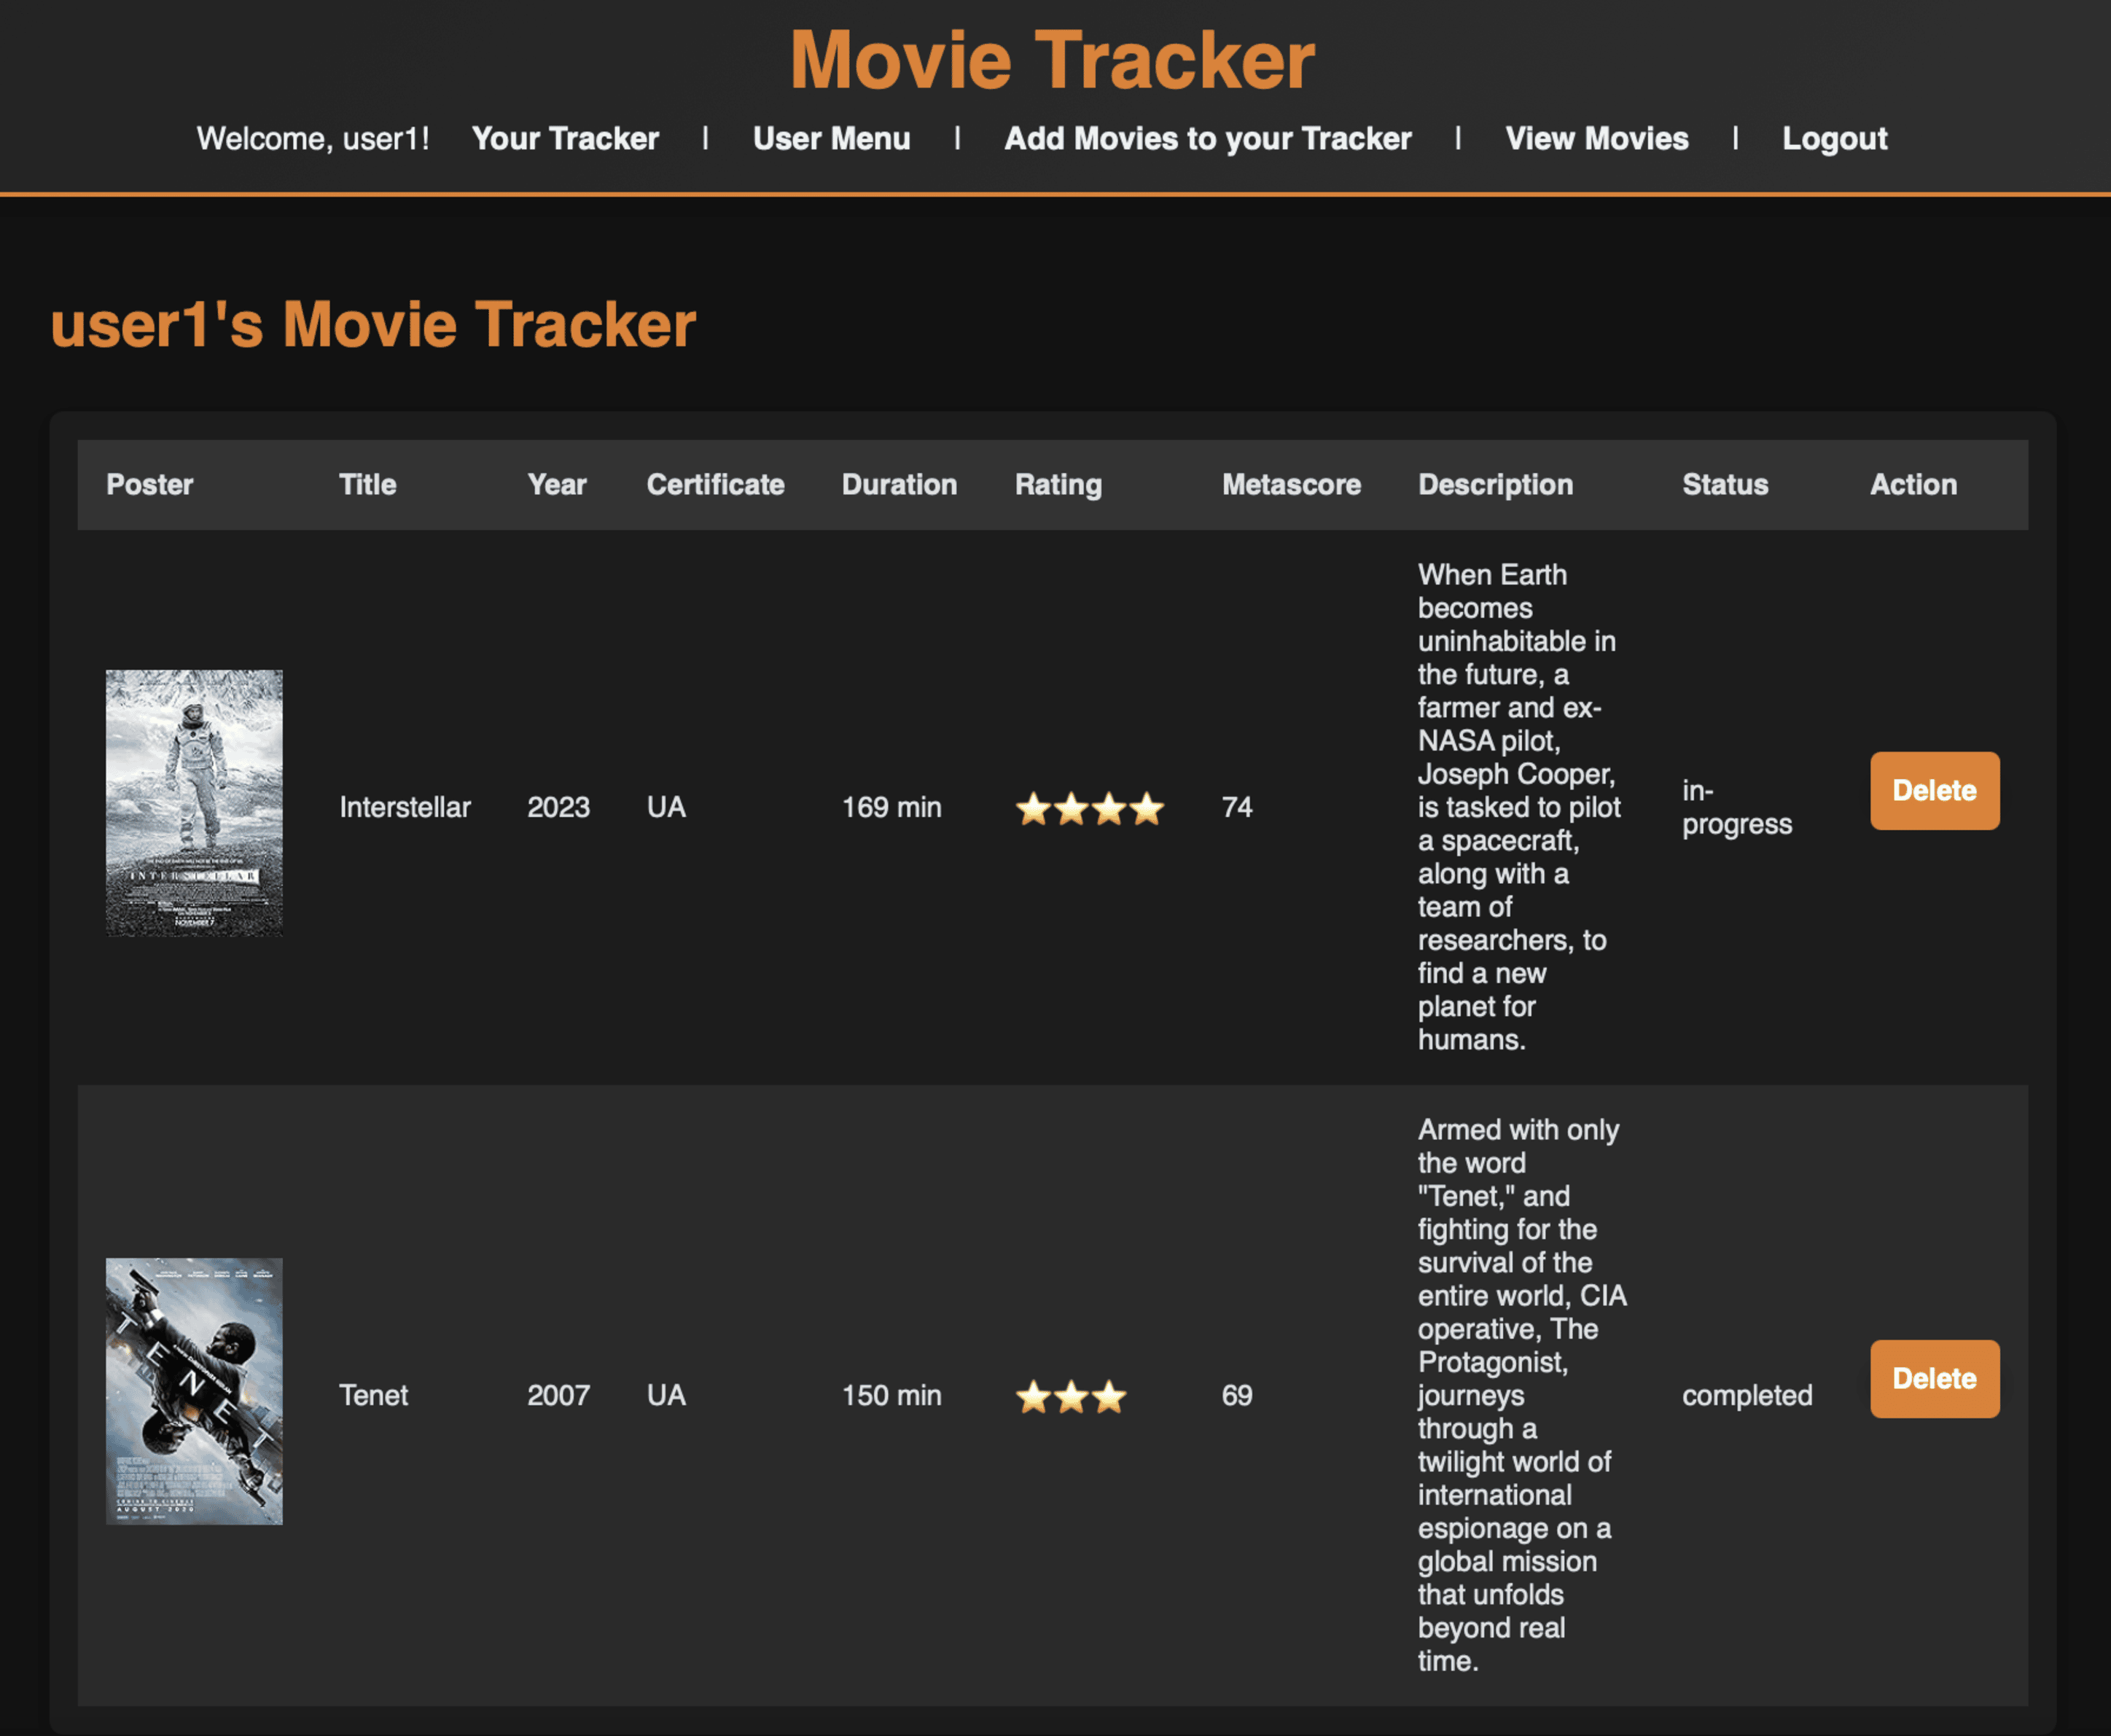 Movie Tracker
Welcome, user1! Your Tracker | User Menu | Add Movies to your Tracker | View Movies | Logout
user1's Movie Tracker
Poster Title Year Certificate Duration Rating Metascore Description Status Action
INTERSTELLAR
NOVEMBER 7
Interstellar 2023 UA 169 min ⭐⭐⭐⭐ 74
When Earth
becomes
uninhabitable in
the future, a
farmer and ex-
NASA pilot,
Joseph Cooper,
is tasked to pilot
a spacecraft,
along with a
team of
researchers, to
find a new
planet for
humans.
in-
progress
Delete
TENET
AUGUST 2020
Tenet 2007 UA 150 min ⭐⭐⭐ 69
Armed with only
the word
"Tenet," and
fighting for the
survival of the
entire world, CIA
operative, The
Protagonist,
journeys
through a
twilight world of
international
espionage on a
global mission
that unfolds
beyond real
time.
completed
Delete